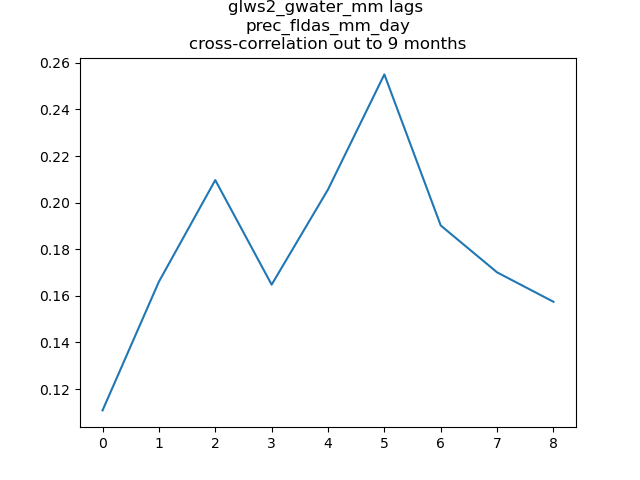 glws2_gwater_mm lags
prec_fldas_mm_day
cross-correlation out to 9 months
0.26
0.24
0.22
0.20
0.18
0.16
0.14
0.12
0 1 2 3 4 5 6 7 8